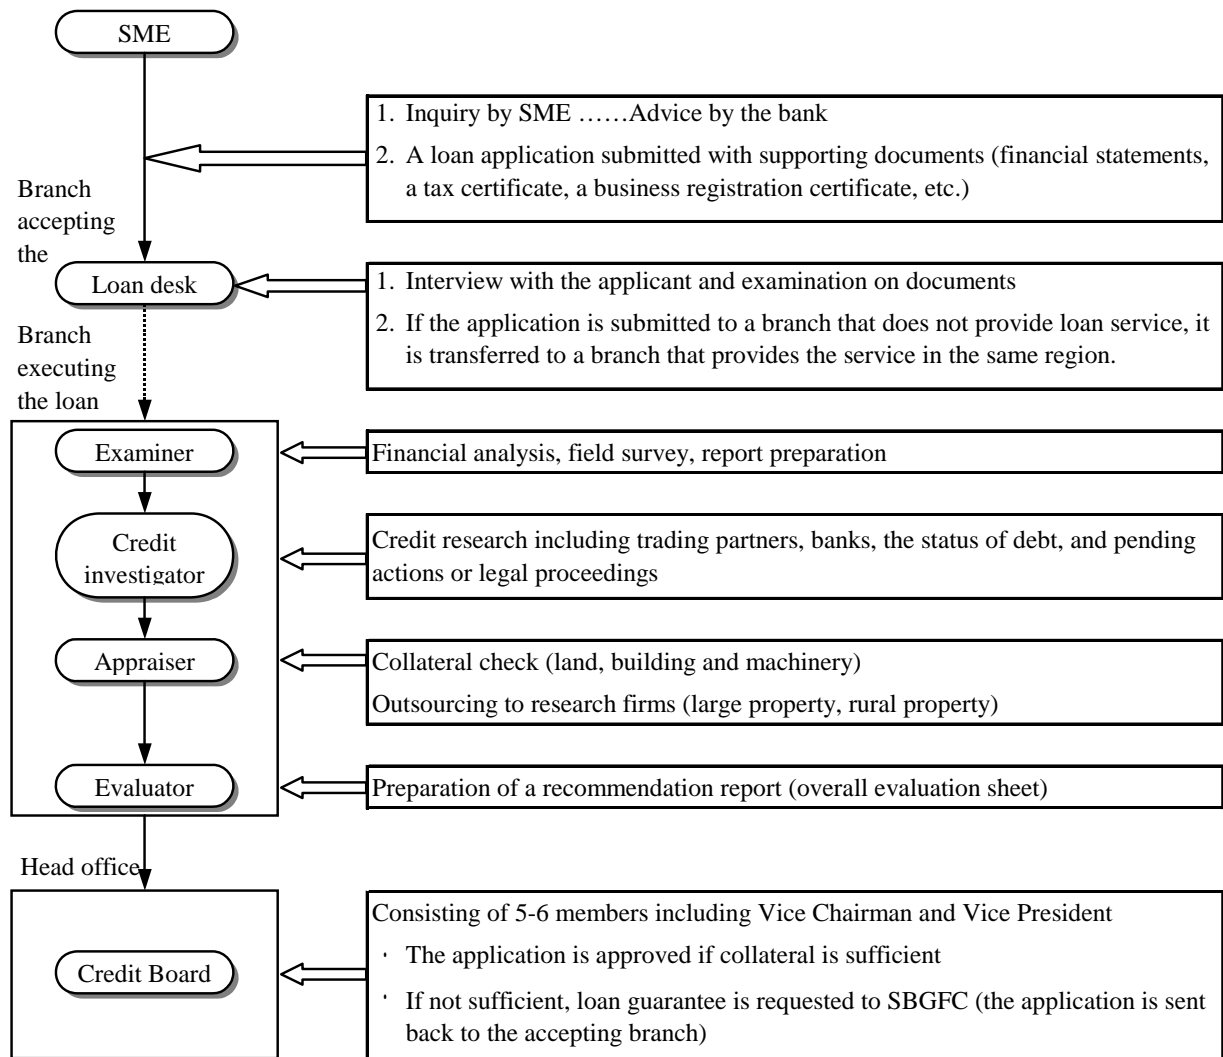 SME
1. Inquiry by SME ……Advice by the bank
2. A loan application submitted with supporting documents (financial statements,
a tax certificate, a business registration certificate, etc.)
Branch
accepting
the
Loan desk
1. Interview with the applicant and examination on documents
2. If the application is submitted to a branch that does not provide loan service, it
is transferred to a branch that provides the service in the same region.
Branch
executing
the loan
Examiner
Financial analysis, field survey, report preparation
Credit
investigator
Credit research including trading partners, banks, the status of debt, and pending
actions or legal proceedings
Appraiser
Collateral check (land, building and machinery)
Outsourcing to research firms (large property, rural property)
Evaluator
Preparation of a recommendation report (overall evaluation sheet)
Head office
Credit Board
Consisting of 5-6 members including Vice Chairman and Vice President
· The application is approved if collateral is sufficient
· If not sufficient, loan guarantee is requested to SBGFC (the application is sent
back to the accepting branch)